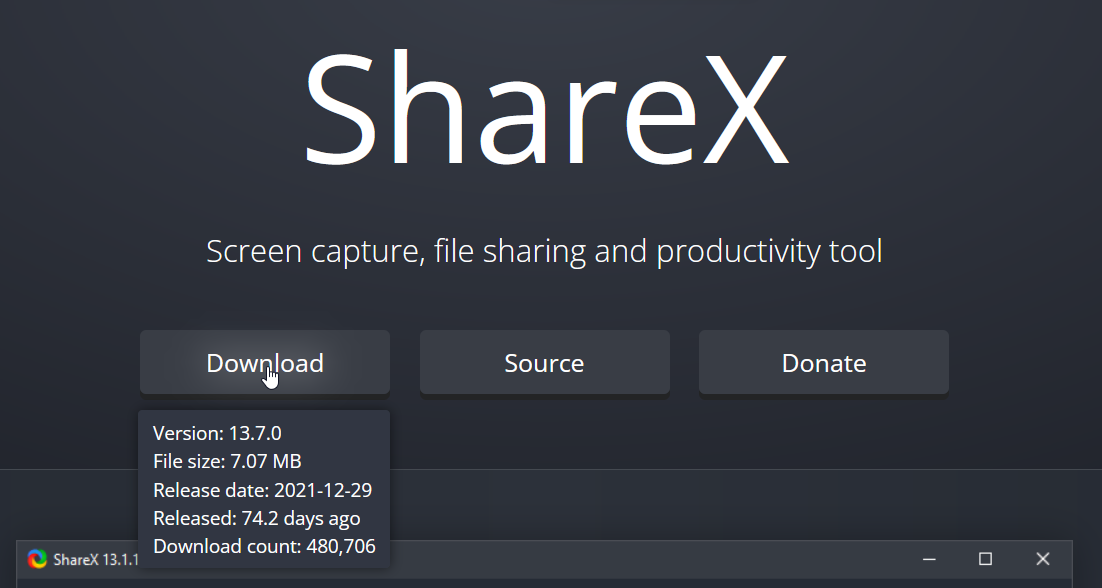 ShareX
Screen capture, file sharing and productivity tool
Download
Source
Donate
Version: 13.7.0
File size: 7.07 MB
Release date: 2021-12-29
Released: 74.2 days ago
Download count: 480,706
ShareX 13.1.1